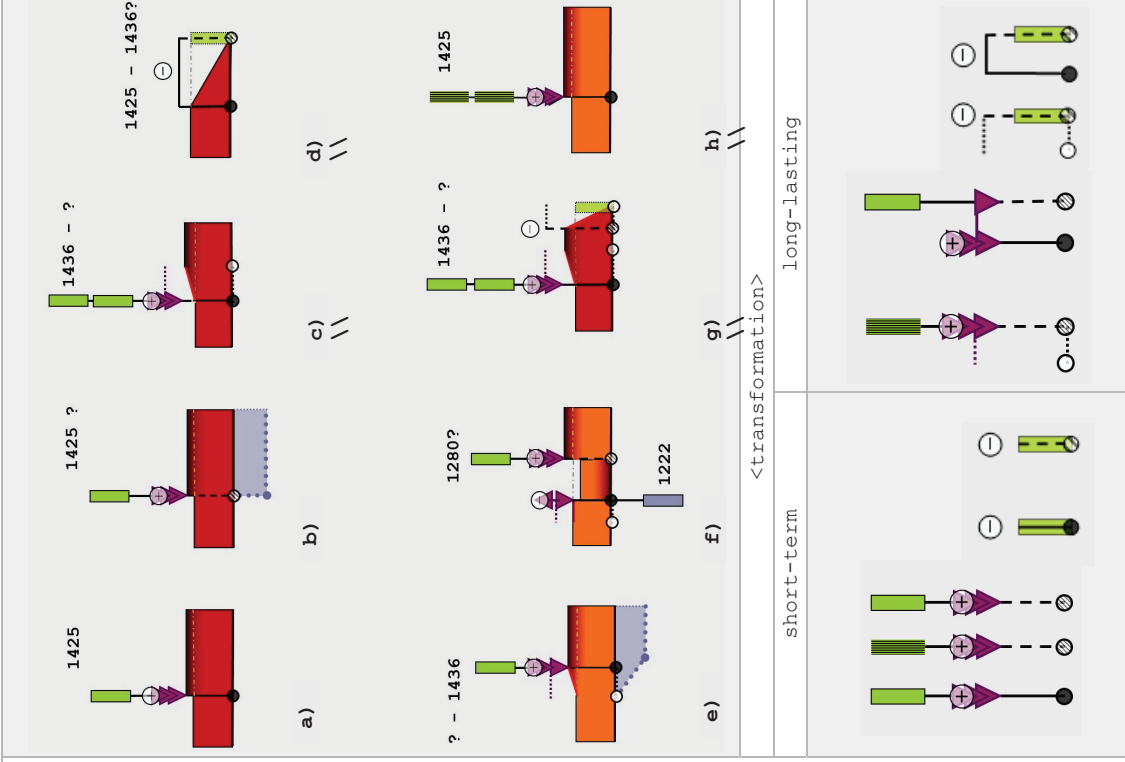 1425
1425 ?
1436 - ?
1425 - 1436?
a)
b)
c)
d)
? - 1436
1280?
1436 - ?
1425
1222
e)
f)
g)
h)
<transformation>
short-term
long-lasting